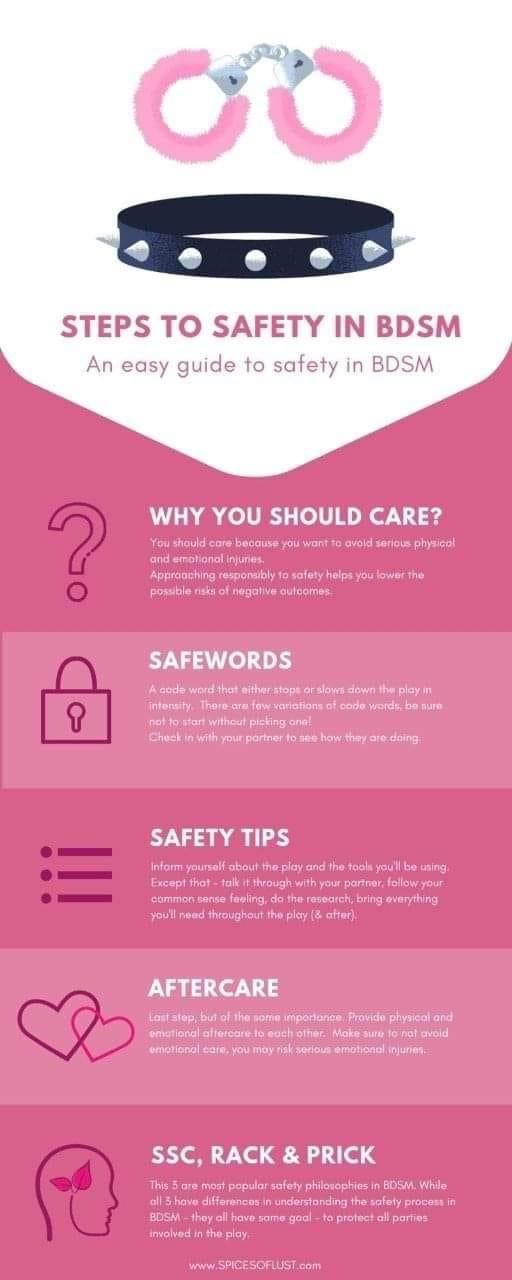 STEPS TO SAFETY IN BDSM
An easy guide to safety in BDSM
WHY YOU SHOULD CARE?
You should care because you want to avoid serious physical
and emotional injuries.
Approaching responsibly to safety helps you lower the
possible risks of negative outcomes.
SAFEWORDS
A code word that either stops or slows down the play in
intensity. There are few variations of code words, be sure
not to start without picking one!
Check in with your partner to see how they are doing.
SAFETY TIPS
Inform yourself about the play and the tools you'll be using.
Except that - talk it through with your partner, follow your
common sense feeling, do the research, bring everything
you'll need throughout the play (& after).
AFTERCARE
Last step, but of the same importance. Provide physical and
emotional aftercare to each other. Make sure to not avoid
emotional care, you may risk serious emotional injuries.
SSC, RACK & PRICK
This 3 are most popular safety philosophies in BDSM. While
all 3 have differences in understanding the safety process in
BDSM - they all have same goal - to protect all parties
involved in the play.
www.SPICESOFLUST.com